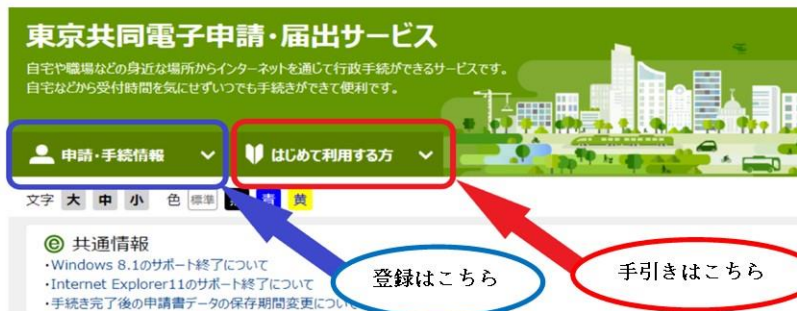 東京共同電子申請・届出サービス
自宅や職場などの身近な場所からインターネットを通じて行政手続ができるサービスです。
自宅などから受付時間を気にせずいつでも手続きができて便利です。
申請・手続情報 はじめて利用する方
文字 大 中 小 色 標準 青 黄
共通情報
・Windows 8.1のサポート終了について
・Internet Explorer11のサポート終了について
・手続き完了後の申請書データの保存期間変更につい
登録はこちら
手引きはこちら